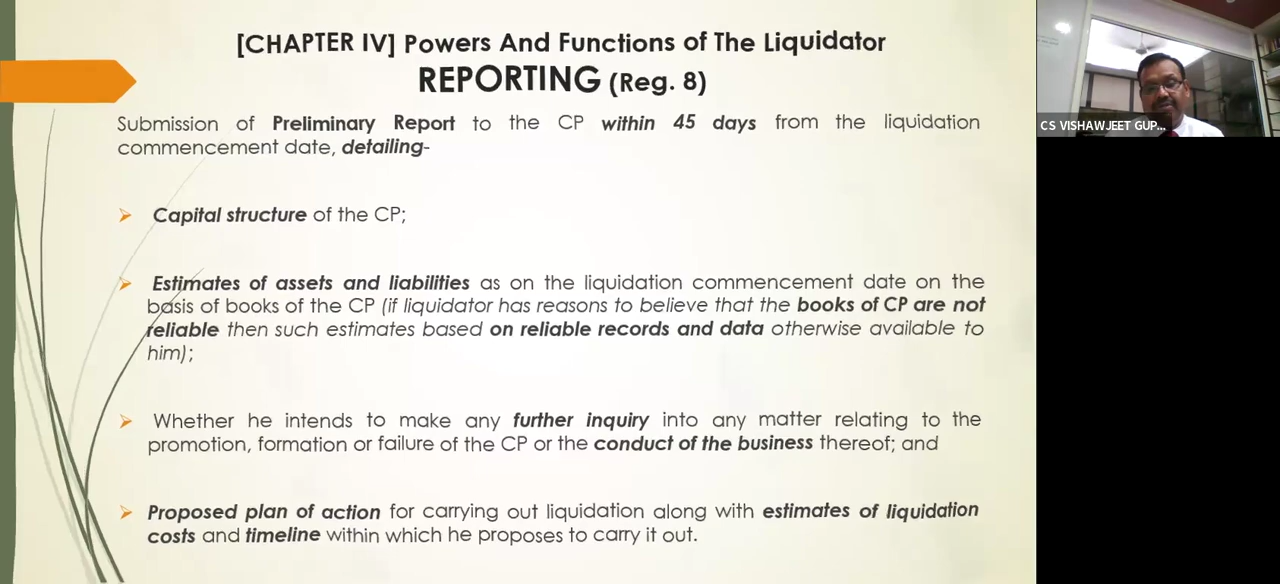 [CHAPTER IV] Powers And Functions of The Liquidator
REPORTING (Reg. 8)
Submission of Preliminary Report to the CP within 45 days from the liquidation
commencement date, detailing-
Capital structure of the CP;
Estimates of assets and liabilities as on the liquidation commencement date on the
basis of books of the CP (if liquidator has reasons to believe that the books of CP are not
reliable then such estimates based on reliable records and data otherwise available to
him);
Whether he intends to make any further inquiry into any matter relating to the
promotion, formation or failure of the CP or the conduct of the business thereof; and
Proposed plan of action for carrying out liquidation along with estimates of liquidation
costs and timeline within which he proposes to carry it out.
CS VISHAWJEET GUP...